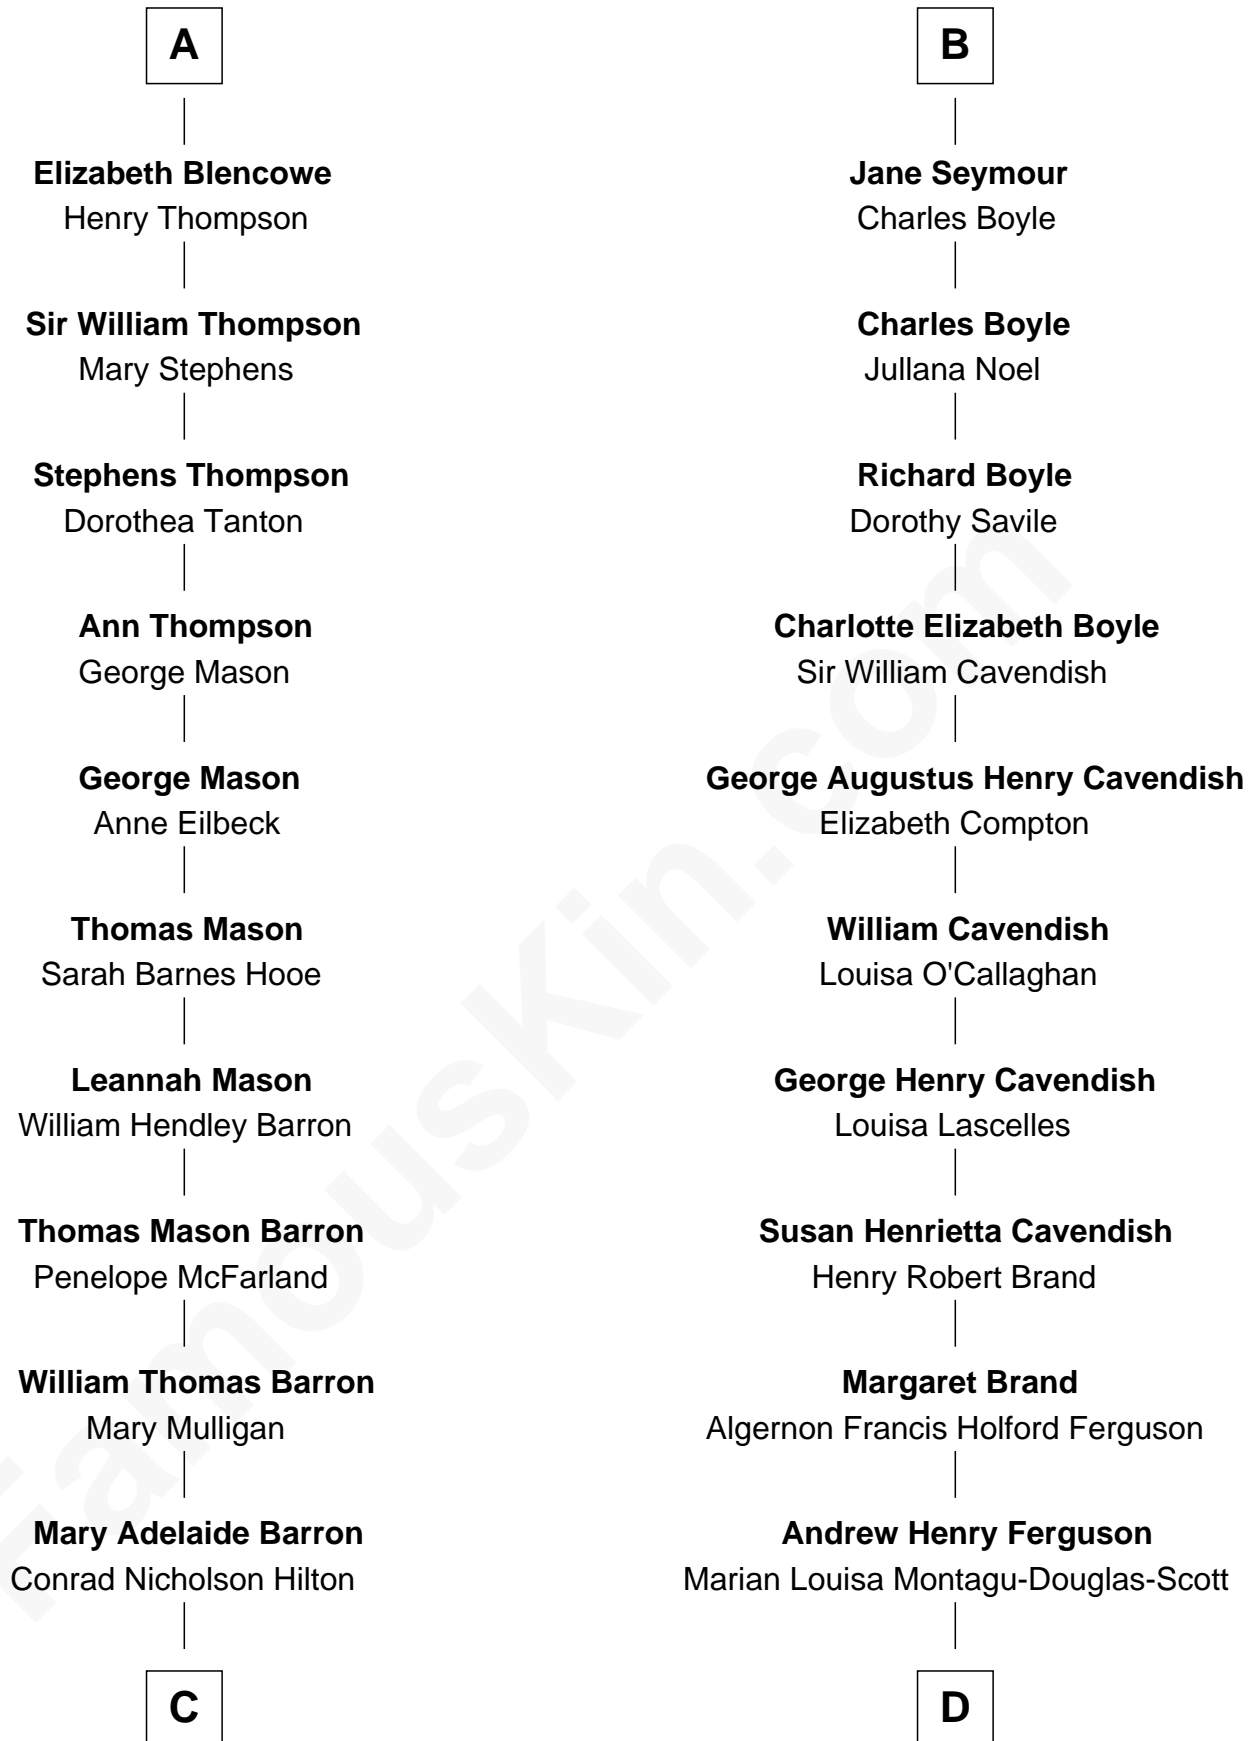 A
Elizabeth Blencowe
Henry Thompson
Sir William Thompson
Mary Stephens
Stephens Thompson
Dorothea Tanton
Ann Thompson
George Mason
George Mason
Anne Eilbeck
Thomas Mason
Sarah Barnes Hooe
Leannah Mason
William Hendley Barron
Thomas Mason Barron
Penelope McFarland
William Thomas Barron
Mary Mulligan
Mary Adelaide Barron
Conrad Nicholson Hilton
C
B
Jane Seymour
Charles Boyle
Charles Boyle
Jullana Noel
Richard Boyle
Dorothy Savile
Charlotte Elizabeth Boyle
Sir William Cavendish
George Augustus Henry Cavendish
Elizabeth Compton
William Cavendish
Louisa O'Callaghan
George Henry Cavendish
Louisa Lascelles
Susan Henrietta Cavendish
Henry Robert Brand
Margaret Brand
Algernon Francis Holford Ferguson
Andrew Henry Ferguson
Marian Louisa Montagu-Douglas-Scott
D
FamousKin.com